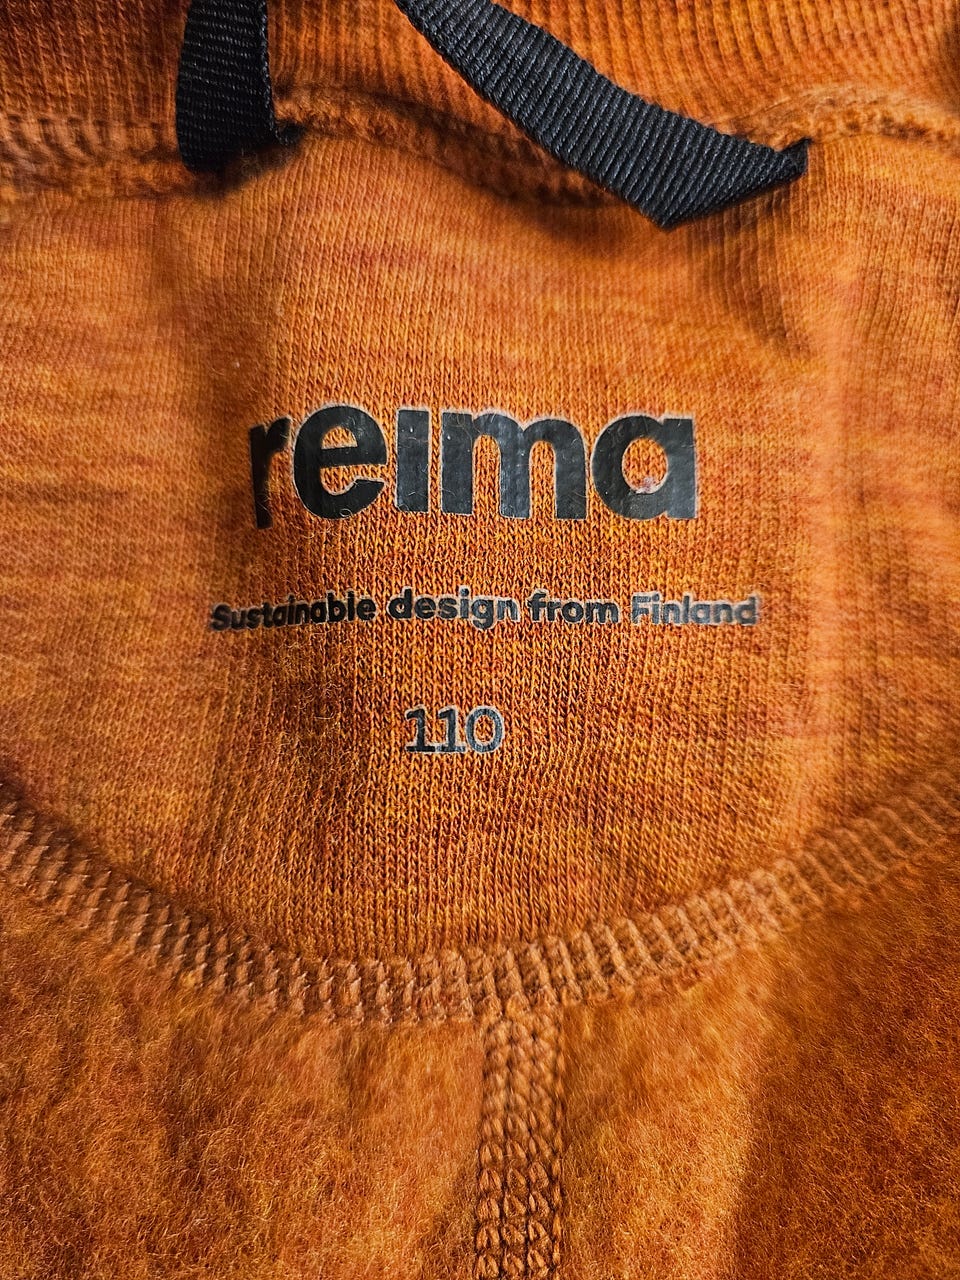 reima
Sustainable design from Finland
110